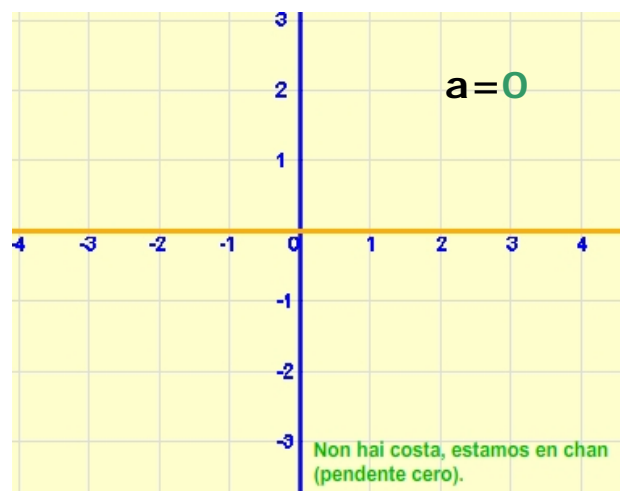 3
a=0
2
1
-4 -3 -2 -1 0 1 2 3 4
-1
-2
-3
Non hai costa, estamos en chan
(pendente cero).